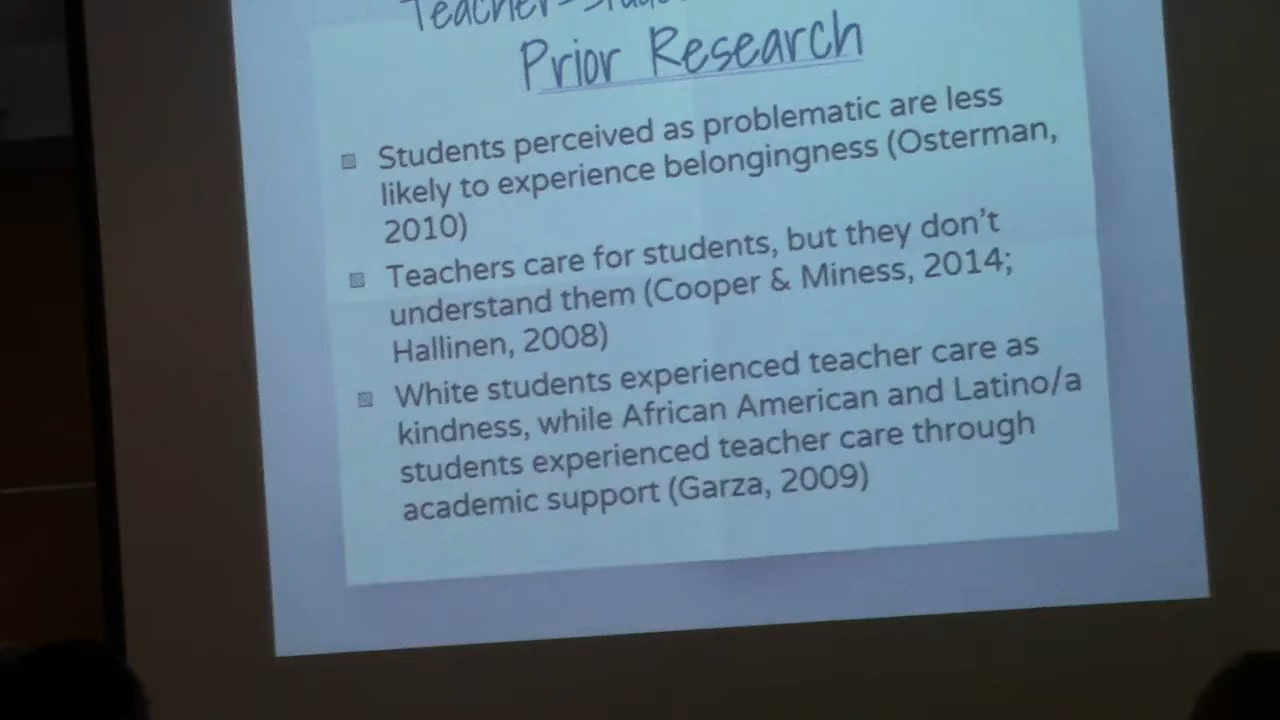 Teacher-
Prior Research
Students perceived as problematic are less
likely to experience belongingness (Osterman,
2010)
Teachers care for students, but they don't
understand them (Cooper & Miness, 2014;
Hallinen, 2008)
White students experienced teacher care as
kindness, while African American and Latino/a
students experienced teacher care through
academic support (Garza, 2009)